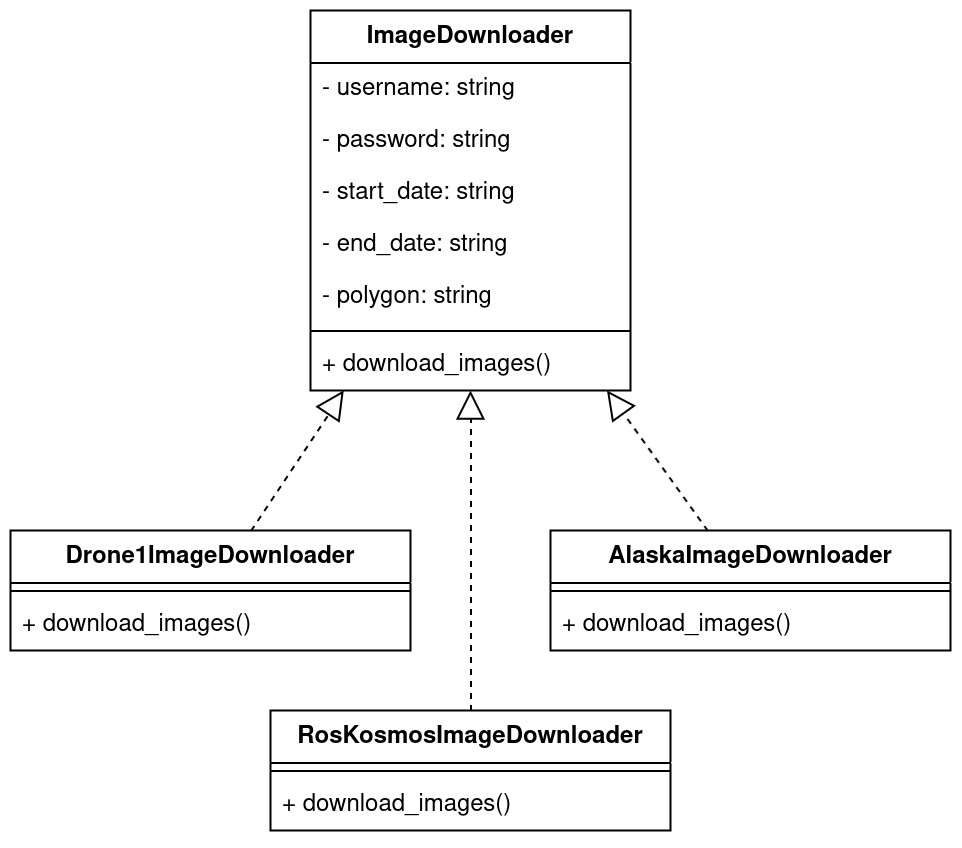 ImageDownloader
- username: string
- password: string
- start_date: string
- end_date: string
- polygon: string
+ download_images()
Drone1ImageDownloader
+ download_images()
AlaskaImageDownloader
+ download_images()
RosKosmosImageDownloader
+ download_images()